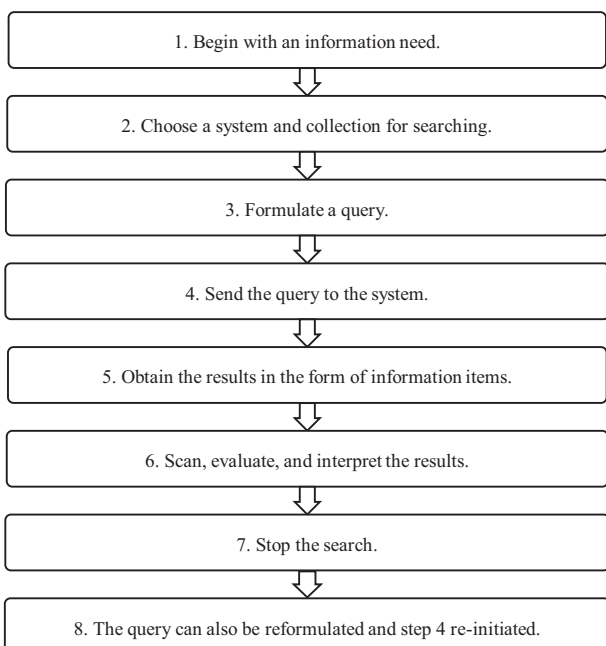 1. Begin with an information need.
2. Choose a system and collection for searching.
3. Formulate a query.
4. Send the query to the system.
5. Obtain the results in the form of information items.
6. Scan, evaluate, and interpret the results.
7. Stop the search.
8. The query can also be reformulated and step 4 re-initiated.